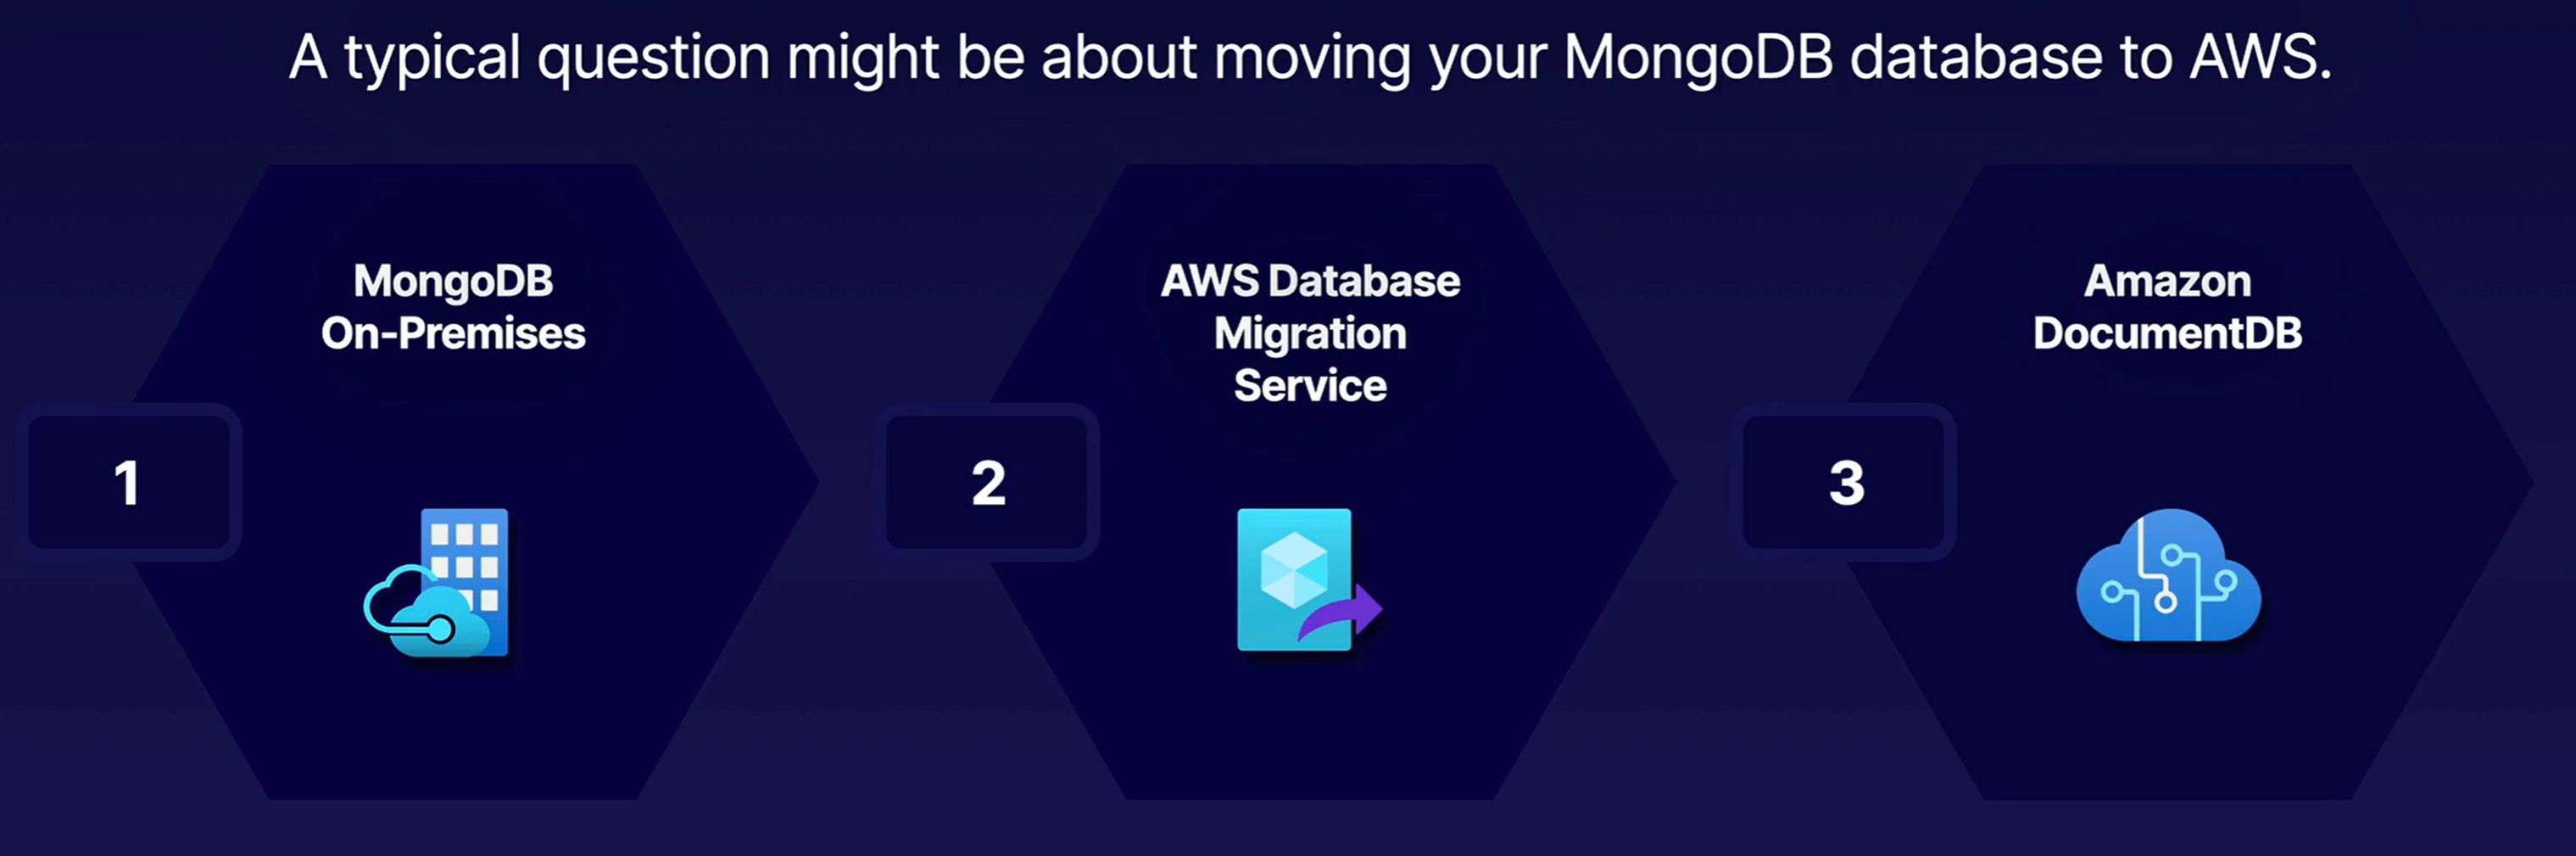 A typical question might be about moving your MongoDB database to AWS.
1
MongoDB
On-Premises
2
AWS Database
Migration
Service
3
Amazon
DocumentDB